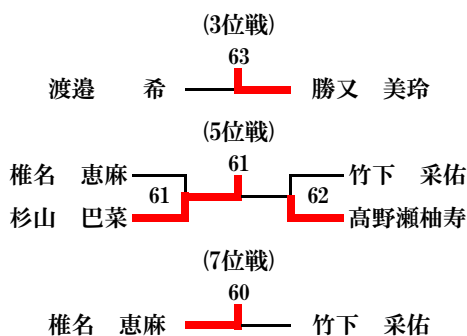 (3位戦)
63
渡邉　希 勝又　美玲
(5位戦)
椎名　恵麻 61 竹下　采佑
61 62
杉山　巴菜 高野瀬柚寿
(7位戦)
60
椎名　恵麻 竹下　采佑